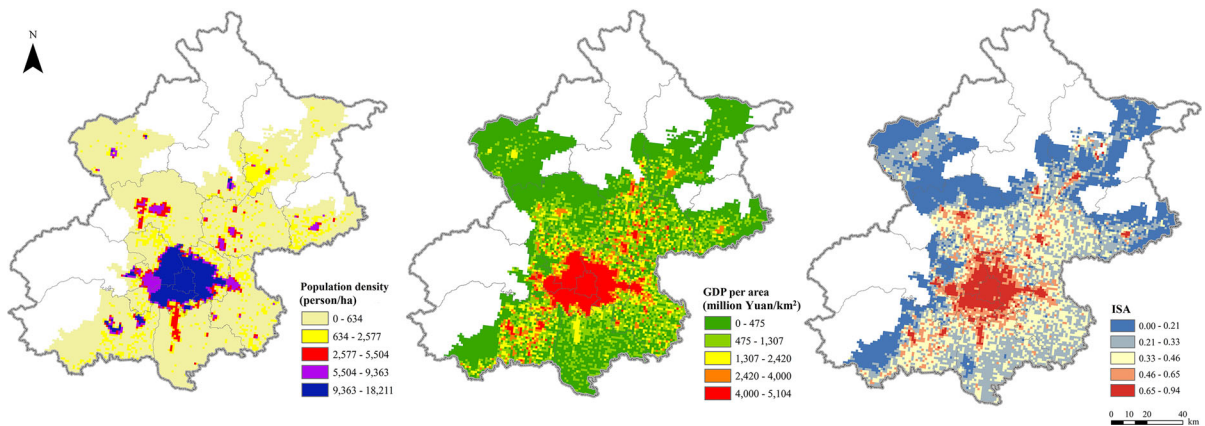 N
Population density
(person/ha)
0 - 634
634 - 2,577
2,577 - 5,504
5,504 - 9,363
9,363 - 18,211
GDP per area
(million Yuan/km²)
0 - 475
475 - 1,307
1,307 - 2,420
2,420 - 4,000
4,000 - 5,104
ISA
0.00 - 0.21
0.21 - 0.33
0.33 - 0.46
0.46 - 0.65
0.65 - 0.94
0 10 20 40
km